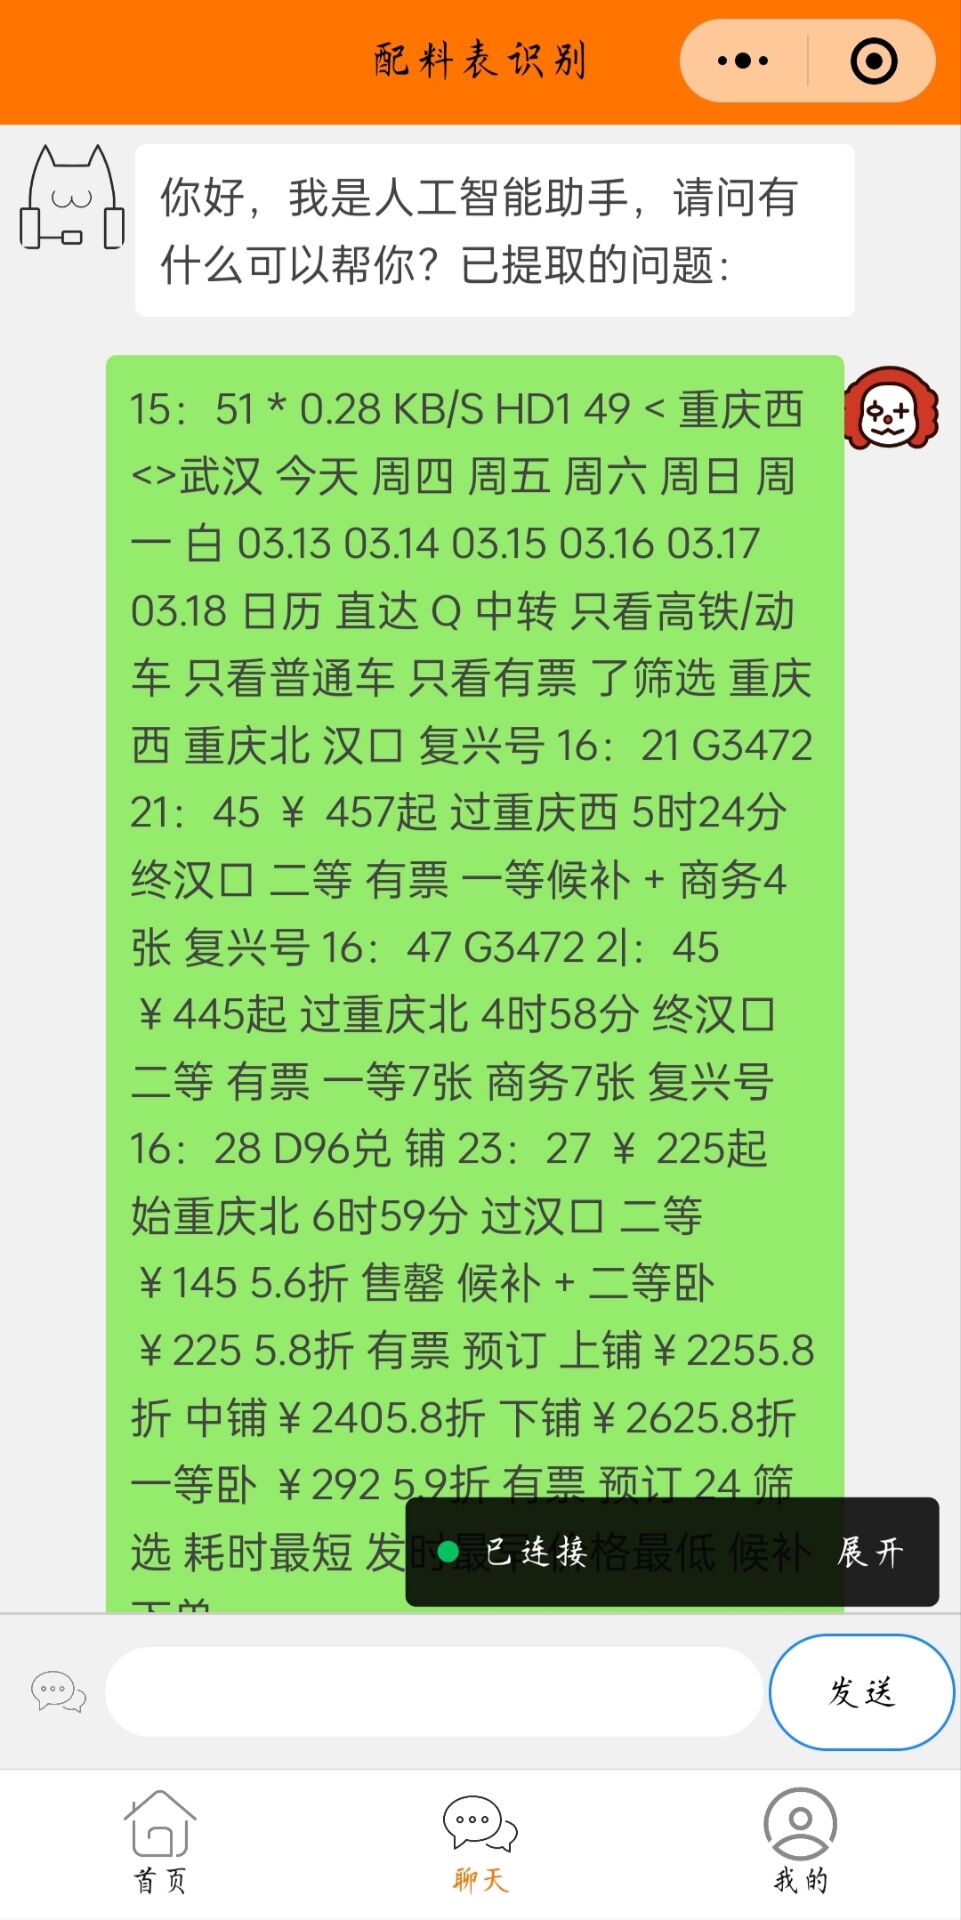 配料表识别
你好，我是人工智能助手，请问有
什么可以帮你？已提取的问题：
15：51 * 0.28 KB/S HD1 49 < 重庆西
<>武汉 今天 周四 周五 周六 周日 周
一 白 03.13 03.14 03.15 03.16 03.17
03.18 日历 直达 Q 中转 只看高铁/动
车 只看普通车 只看有票 了筛选 重庆
西 重庆北 汉口 复兴号 16：21 G3472
21：45 ￥ 457起 过重庆西 5时24分
终汉口 二等 有票 一等候补 + 商务4
张 复兴号 16：47 G3472 2|：45
￥445起 过重庆北 4时58分 终汉口
二等 有票 一等7张 商务7张 复兴号
16：28 D96兑 铺 23：27 ￥ 225起
始重庆北 6时59分 过汉口 二等
￥145 5.6折 售罄 候补 + 二等卧
￥225 5.8折 有票 预订 上铺￥2255.8
折 中铺￥2405.8折 下铺￥2625.8折
一等卧 ￥292 5.9折 有票 预订 24 筛
选 耗时最短 发时最早 价格最低 候补
已连接 展开
发送
首页 聊天 我的